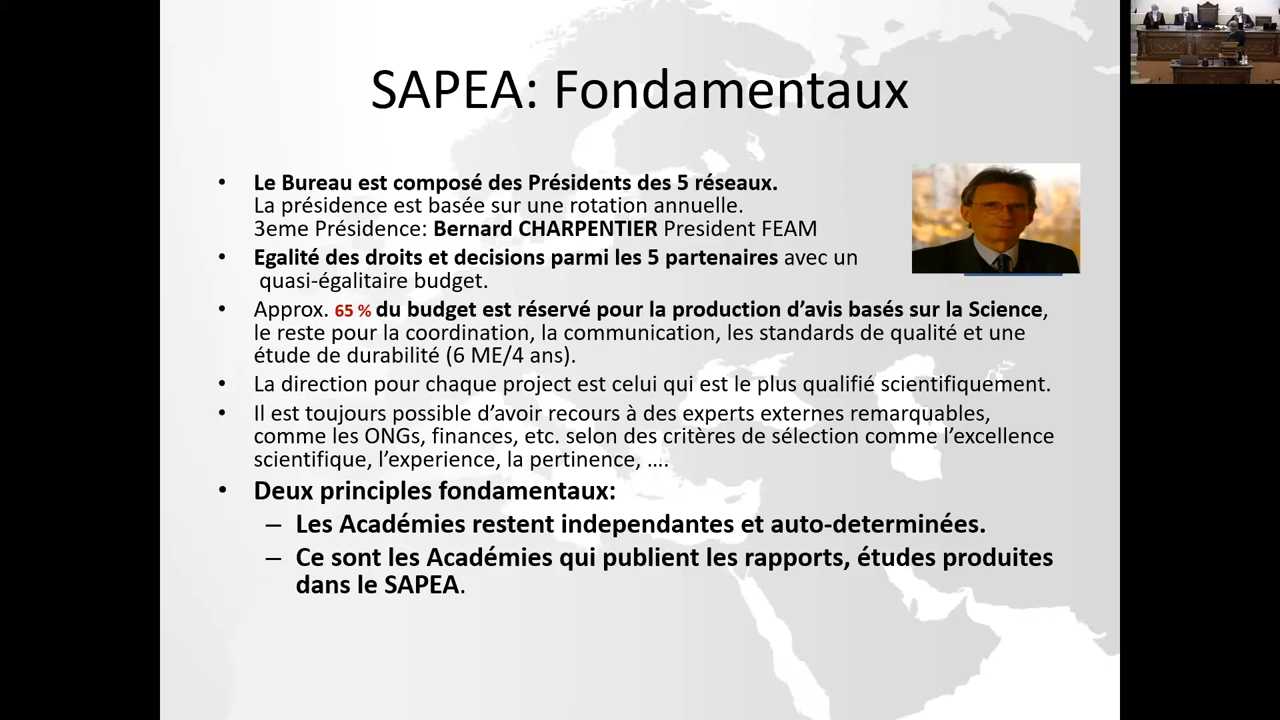 SAPEA: Fondamentaux
• Le Bureau est composé des Présidents des 5 réseaux.
La présidence est basée sur une rotation annuelle.
3eme Présidence: Bernard CHARPENTIER President FEAM
• Egalité des droits et decisions parmi les 5 partenaires avec un
quasi-égalitaire budget.
• Approx. 65 % du budget est réservé pour la production d’avis basés sur la Science,
le reste pour la coordination, la communication, les standards de qualité et une
étude de durabilité (6 ME/4 ans).
• La direction pour chaque project est celui qui est le plus qualifié scientifiquement.
• Il est toujours possible d’avoir recours à des experts externes remarquables,
comme les ONGs, finances, etc. selon des critères de sélection comme l’excellence
scientifique, l’experience, la pertinence, ….
• Deux principles fondamentaux:
– Les Académies restent independantes et auto-determinées.
– Ce sont les Académies qui publient les rapports, études produites
dans le SAPEA.